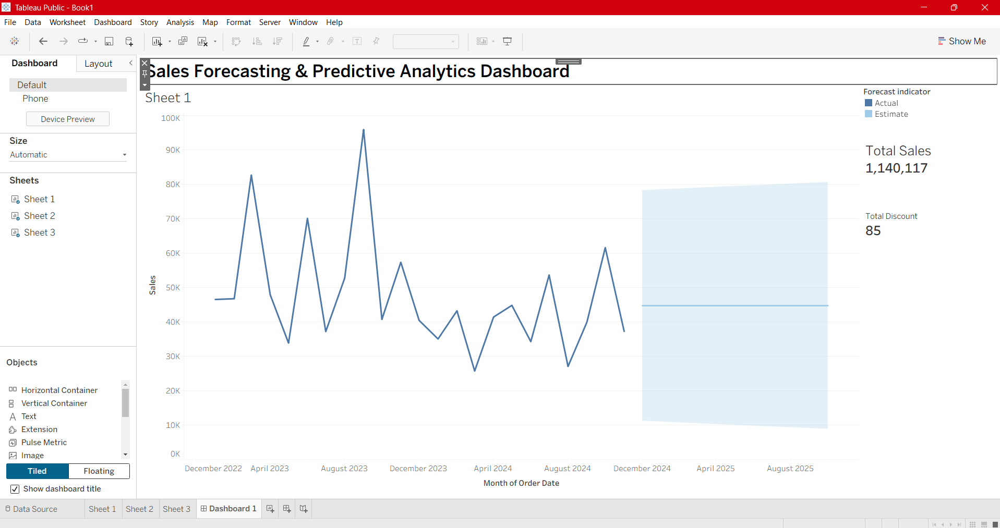 Tableau Public - Book1
File Data Worksheet Dashboard Story Analysis Map Format Server Window Help
Show Me
Dashboard Layout
Default
Phone
Device Preview
Size
Automatic
Sheets
Sheet 1
Sheet 2
Sheet 3
Objects
Horizontal Container
Vertical Container
Text
Extension
Pulse Metric
Image
Tiled Floating
Show dashboard title
Sales Forecasting & Predictive Analytics Dashboard
Sheet 1
100K
90K
80K
70K
60K
50K
40K
30K
20K
10K
0K
Sales
December 2022 April 2023 August 2023 December 2023 April 2024 August 2024 December 2024 April 2025 August 2025
Month of Order Date
Forecast indicator
Actual
Estimate
Total Sales
1,140,117
Total Discount
85
Data Source Sheet 1 Sheet 2 Sheet 3 Dashboard 1